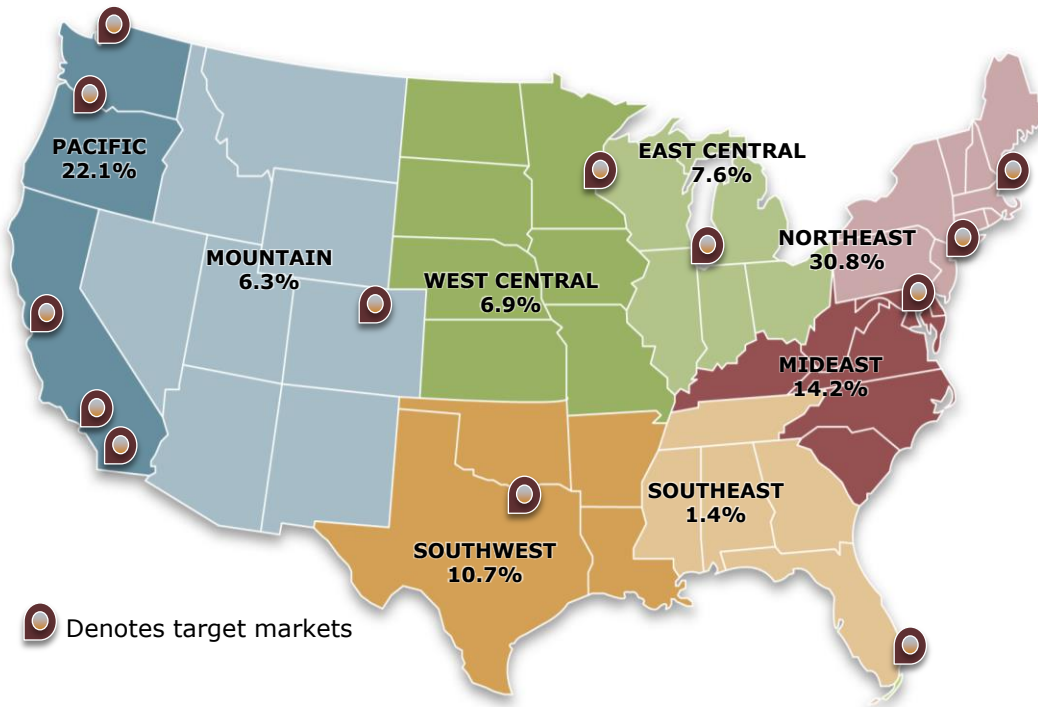 PACIFIC
22.1%
MOUNTAIN
6.3%
WEST CENTRAL
6.9%
EAST CENTRAL
7.6%
NORTHEAST
30.8%
MIDEAST
14.2%
SOUTHEAST
1.4%
SOUTHWEST
10.7%
Denotes target markets